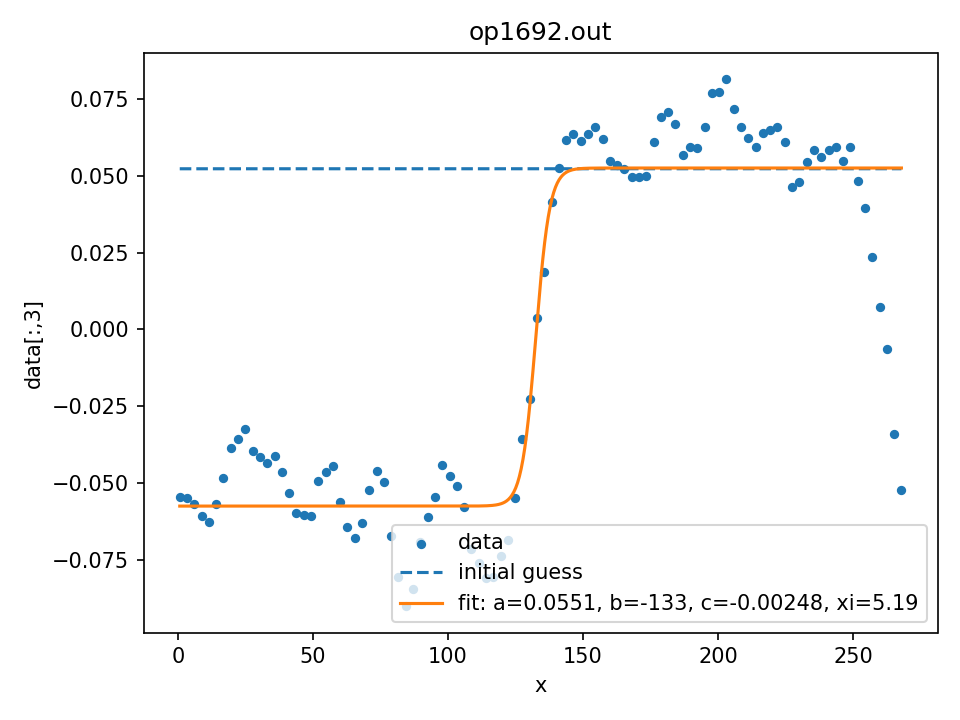 op1692.out
0.075
0.050
0.025
0.000
−0.025
−0.050
−0.075
data[:,3]
data
initial guess
fit: a=0.0551, b=-133, c=-0.00248, xi=5.19
0 50 100 150 200 250
x